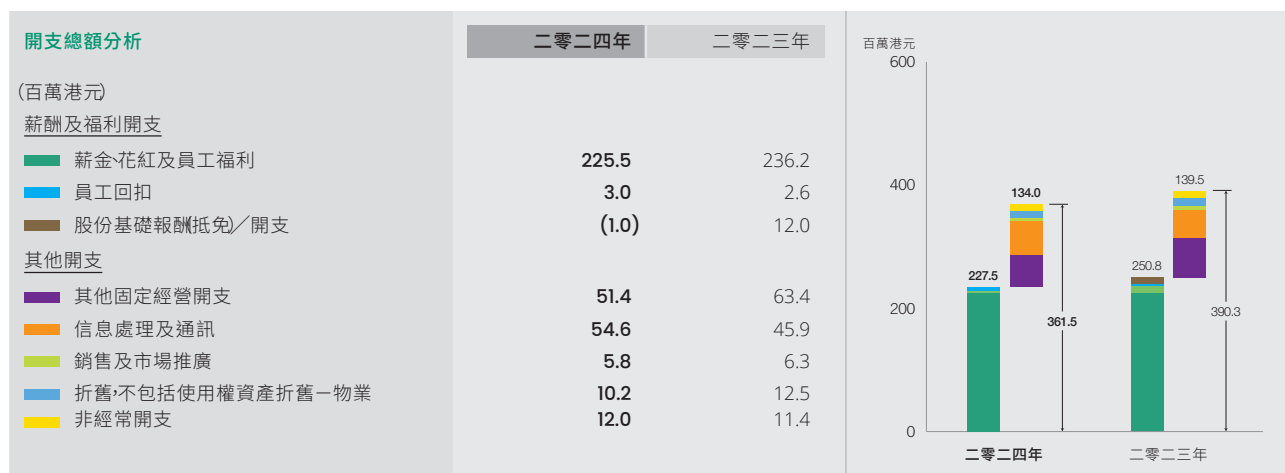 開支總額分析 二零二四年 二零二三年
(百萬港元)
薪酬及福利開支
薪金、花紅及員工福利 225.5 236.2
員工回扣 3.0 2.6
股份基礎報酬(抵免)／開支 (1.0) 12.0
其他開支
其他固定經營開支 51.4 63.4
信息處理及通訊 54.6 45.9
銷售及市場推廣 5.8 6.3
折舊,不包括使用權資產折舊－物業 10.2 12.5
非經常開支 12.0 11.4
百萬港元
600
400
200
0
134.0
227.5
361.5
139.5
250.8
390.3
二零二四年 二零二三年